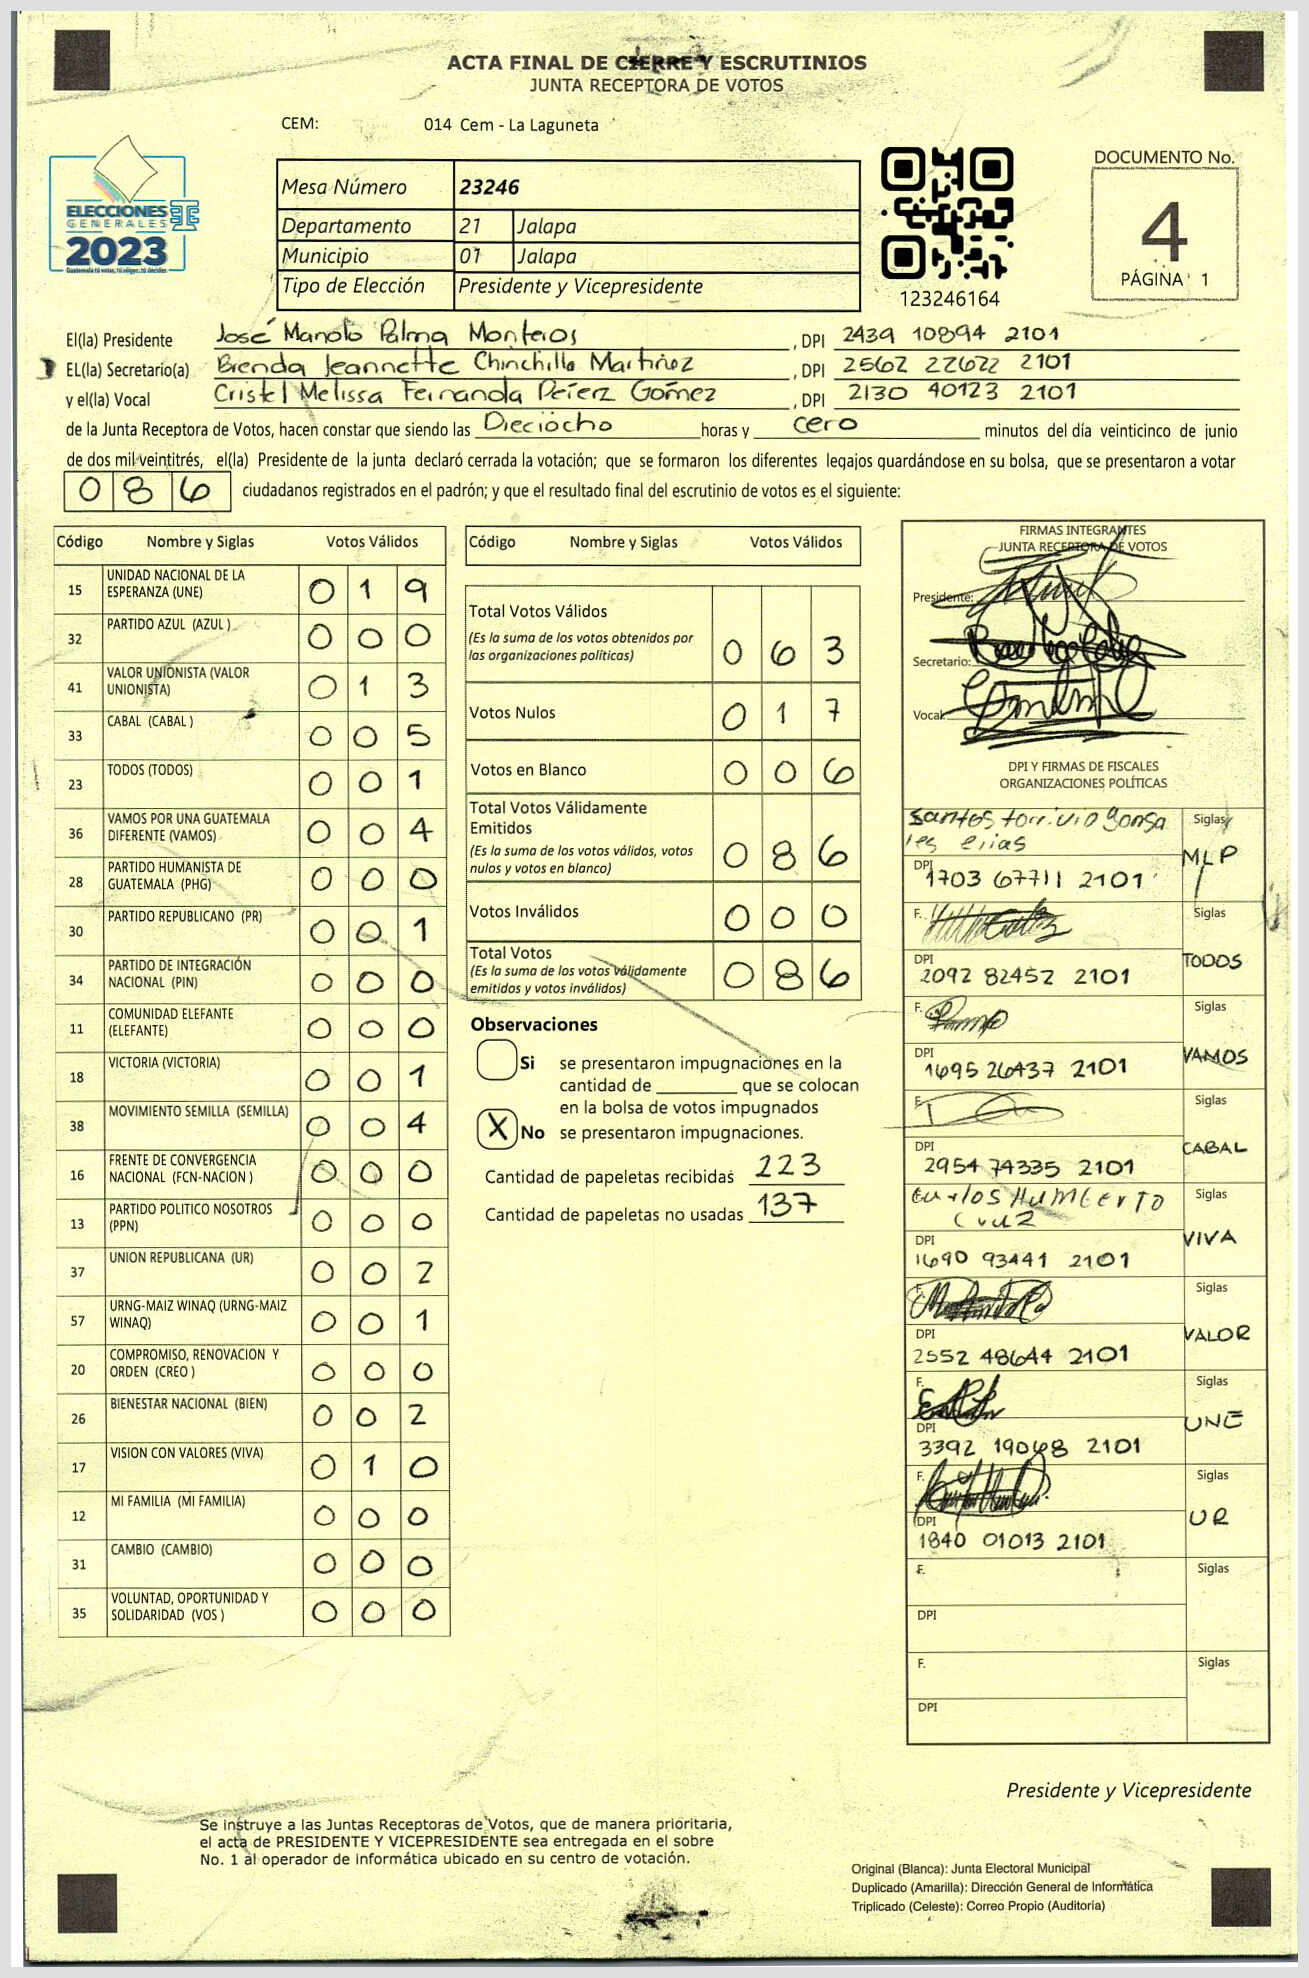 ACTA FINAL DE CIERRE Y ESCRUTINIOS
JUNTA RECEPTORA DE VOTOS
CEM: 014 Cem - La Laguneta
ELECCIONES
GENERALES
2023
Guatemala tú votas, tú eliges, tú decides
Mesa Número 23246
Departamento 21 Jalapa
Municipio 01 Jalapa
Tipo de Elección Presidente y Vicepresidente
123246164
DOCUMENTO No.
4
PÁGINA 1
El(la) Presidente José Manolo Palma Monteros , DPI 2439 10894 2101
EL(la) Secretario(a) Brenda Jeannette Chinchilla Martínez , DPI 2562 22622 2101
y el(la) Vocal Cristel Melissa Fernanda Peŕerz Gómez , DPI 2130 40123 2101
de la Junta Receptora de Votos, hacen constar que siendo las Dieciocho horas y cero minutos del día veinticinco de junio
de dos mil veintitrés, el(la) Presidente de la junta declaró cerrada la votación; que se formaron los diferentes legajos guardándose en su bolsa, que se presentaron a votar
086 ciudadanos registrados en el padrón; y que el resultado final del escrutinio de votos es el siguiente:
Código Nombre y Siglas Votos Válidos
15 UNIDAD NACIONAL DE LA ESPERANZA (UNE) 0 1 9
32 PARTIDO AZUL (AZUL ) 0 0 0
41 VALOR UNIONISTA (VALOR UNIONISTA) 0 1 3
33 CABAL (CABAL ) 0 0 5
23 TODOS (TODOS) 0 0 1
36 VAMOS POR UNA GUATEMALA DIFERENTE (VAMOS) 0 0 4
28 PARTIDO HUMANISTA DE GUATEMALA (PHG) 0 0 0
30 PARTIDO REPUBLICANO (PR) 0 0 1
34 PARTIDO DE INTEGRACIÓN NACIONAL (PIN) 0 0 0
11 COMUNIDAD ELEFANTE (ELEFANTE) 0 0 0
18 VICTORIA (VICTORIA) 0 0 1
38 MOVIMIENTO SEMILLA (SEMILLA) 0 0 4
16 FRENTE DE CONVERGENCIA NACIONAL (FCN-NACION ) 0 0 0
13 PARTIDO POLITICO NOSOTROS (PPN) 0 0 0
37 UNION REPUBLICANA (UR) 0 0 2
57 URNG-MAIZ WINAQ (URNG-MAIZ WINAQ) 0 0 1
20 COMPROMISO, RENOVACION Y ORDEN (CREO ) 0 0 0
26 BIENESTAR NACIONAL (BIEN) 0 0 2
17 VISION CON VALORES (VIVA) 0 1 0
12 MI FAMILIA (MI FAMILIA) 0 0 0
31 CAMBIO (CAMBIO) 0 0 0
35 VOLUNTAD, OPORTUNIDAD Y SOLIDARIDAD (VOS ) 0 0 0
Código Nombre y Siglas Votos Válidos
Total Votos Válidos
(Es la suma de los votos obtenidos por
las organizaciones políticas) 0 6 3
Votos Nulos 0 1 7
Votos en Blanco 0 0 6
Total Votos Válidamente
Emitidos
(Es la suma de los votos válidos, votos
nulos y votos en blanco) 0 8 6
Votos Inválidos 0 0 0
Total Votos
(Es la suma de los votos válidamente
emitidos y votos inválidos) 0 8 6
Observaciones
Si se presentaron impugnaciones en la
cantidad de ________ que se colocan
en la bolsa de votos impugnados
X No se presentaron impugnaciones.
Cantidad de papeletas recibidas 223
Cantidad de papeletas no usadas 137
FIRMAS INTEGRANTES
JUNTA RECEPTORA DE VOTOS
Presidente:
Secretario:
Vocal:
DPI Y FIRMAS DE FISCALES
ORGANIZACIONES POLÍTICAS
santos torrivio gonsa Siglas
les elias MLP
DPI 1703 67711 2101
F. Siglas
DPI TODOS
2092 82452 2101
F. Siglas
DPI VAMOS
1695 26437 2101
F. Siglas
DPI CABAL
2954 74335 2101
Carlos HUMBERTO Siglas
Cruz
DPI VIVA
1690 93441 2101
F. Siglas
DPI VALOR
2552 48644 2101
F. Siglas
DPI UNE
3392 19068 2101
F. Siglas
DPI UR
1840 01013 2101
F. Siglas
DPI
F. Siglas
DPI
Presidente y Vicepresidente
Se instruye a las Juntas Receptoras de Votos, que de manera prioritaria,
el acta de PRESIDENTE Y VICEPRESIDENTE sea entregada en el sobre
No. 1 al operador de informática ubicado en su centro de votación.
Original (Blanca): Junta Electoral Municipal
Duplicado (Amarilla): Dirección General de Informática
Triplicado (Celeste): Correo Propio (Auditoría)